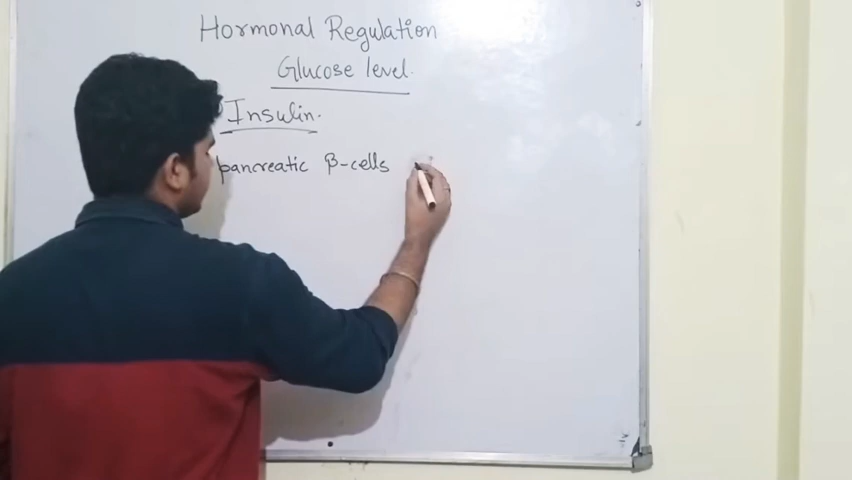 Hormonal Regulation
Glucose level.
Insulin.
pancreatic β-cells